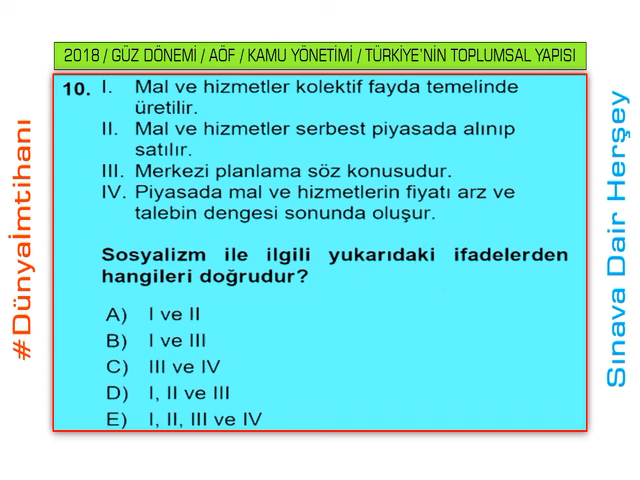 2018 / GÜZ DÖNEMİ / AÖF / KAMU YÖNETİMİ / TÜRKİYE'NİN TOPLUMSAL YAPISI
#Dünyaİmtihanı
10. I. Mal ve hizmetler kolektif fayda temelinde
üretilir.
II. Mal ve hizmetler serbest piyasada alınıp
satılır.
III. Merkezi planlama söz konusudur.
IV. Piyasada mal ve hizmetlerin fiyatı arz ve
talebin dengesi sonunda oluşur.
Sosyalizm ile ilgili yukarıdaki ifadelerden
hangileri doğrudur?
A) I ve II
B) I ve III
C) III ve IV
D) I, II ve III
E) I, II, III ve IV
Sınava Dair Herşey